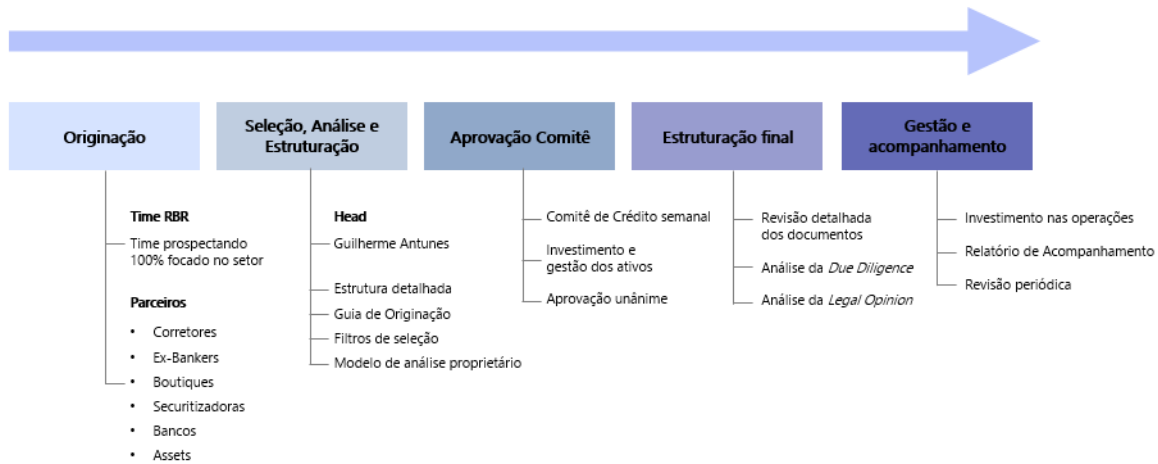 Originação
Seleção, Análise e
Estruturação
Aprovação Comitê
Estruturação final
Gestão e
acompanhamento
Time RBR
Time prospectando
100% focado no setor
Parceiros
• Corretores
• Ex-Bankers
• Boutiques
• Securitizadoras
• Bancos
• Assets
Head
Guilherme Antunes
Estrutura detalhada
Guia de Originação
Filtros de seleção
Modelo de análise proprietário
Comitê de Crédito semanal
Investimento e
gestão dos ativos
Aprovação unânime
Revisão detalhada
dos documentos
Análise da Due Diligence
Análise da Legal Opinion
Investimento nas operações
Relatório de Acompanhamento
Revisão periódica